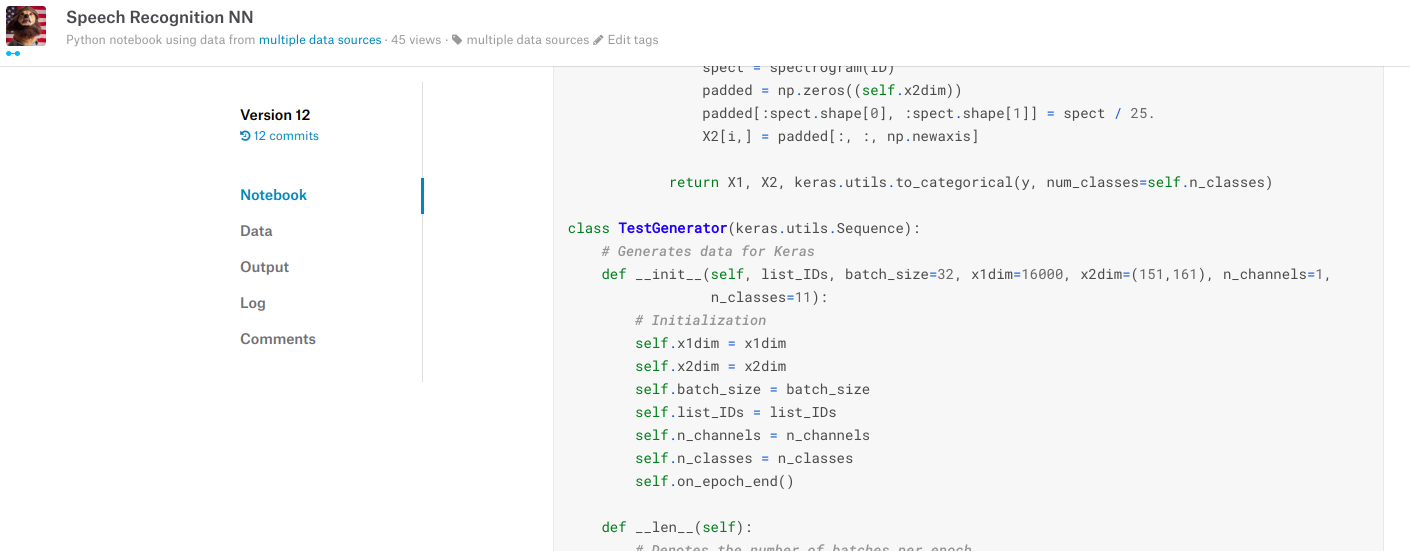 Speech Recognition NN
Python notebook using data from multiple data sources · 45 views · multiple data sources Edit tags
Version 12
12 commits
Notebook
Data
Output
Log
Comments
spect = spectrogram(ID)
padded = np.zeros((self.x2dim))
padded[:spect.shape[0], :spect.shape[1]] = spect / 25.
X2[i,] = padded[:, :, np.newaxis]
return X1, X2, keras.utils.to_categorical(y, num_classes=self.n_classes)
class TestGenerator(keras.utils.Sequence):
# Generates data for Keras
def __init__(self, list_IDs, batch_size=32, x1dim=16000, x2dim=(151,161), n_channels=1,
n_classes=11):
# Initialization
self.x1dim = x1dim
self.x2dim = x2dim
self.batch_size = batch_size
self.list_IDs = list_IDs
self.n_channels = n_channels
self.n_classes = n_classes
self.on_epoch_end()
def __len__(self):
# Denotes the number of batches per epoch